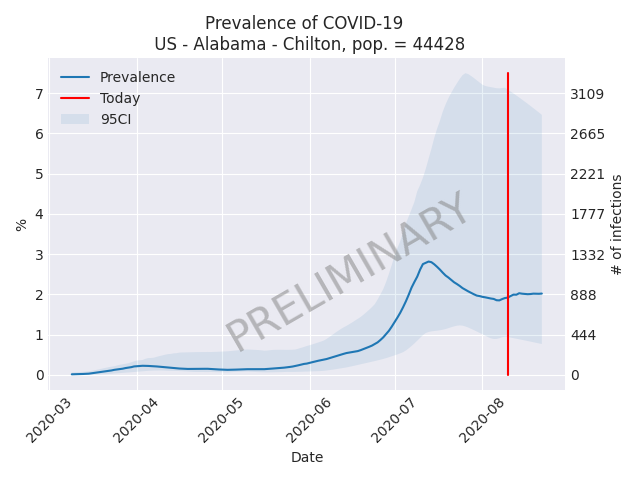 Prevalence of COVID-19
US - Alabama - Chilton, pop. = 44428
Prevalence
Today
95CI
7
6
5
4
3
2
1
0
%
3109
2665
2221
1777
1332
888
444
0
# of infections
PRELIMINARY
2020-03
2020-04
2020-05
2020-06
2020-07
2020-08
Date